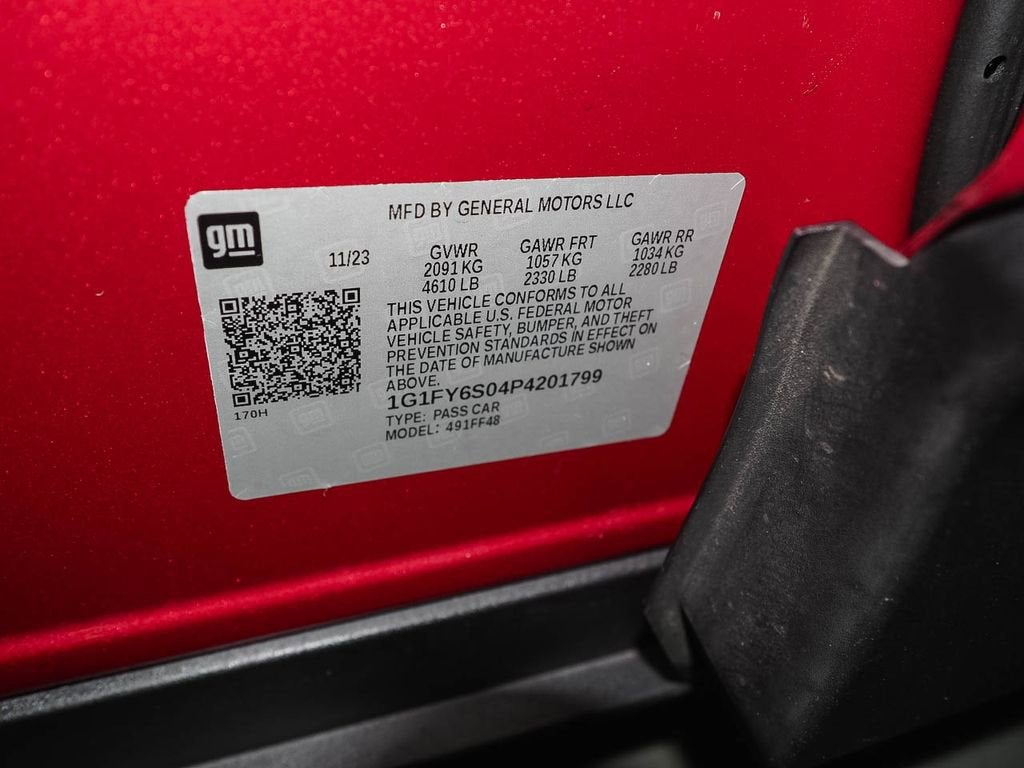 MFD BY GENERAL MOTORS LLC
gm
11/23
GVWR GAWR FRT GAWR RR
2091 KG 1057 KG 1034 KG
4610 LB 2330 LB 2280 LB
THIS VEHICLE CONFORMS TO ALL
APPLICABLE U.S. FEDERAL MOTOR
VEHICLE SAFETY, BUMPER, AND THEFT
PREVENTION STANDARDS IN EFFECT ON
THE DATE OF MANUFACTURE SHOWN
ABOVE.
1G1FY6S04P4201799
TYPE: PASS CAR
MODEL: 491FF48
170H